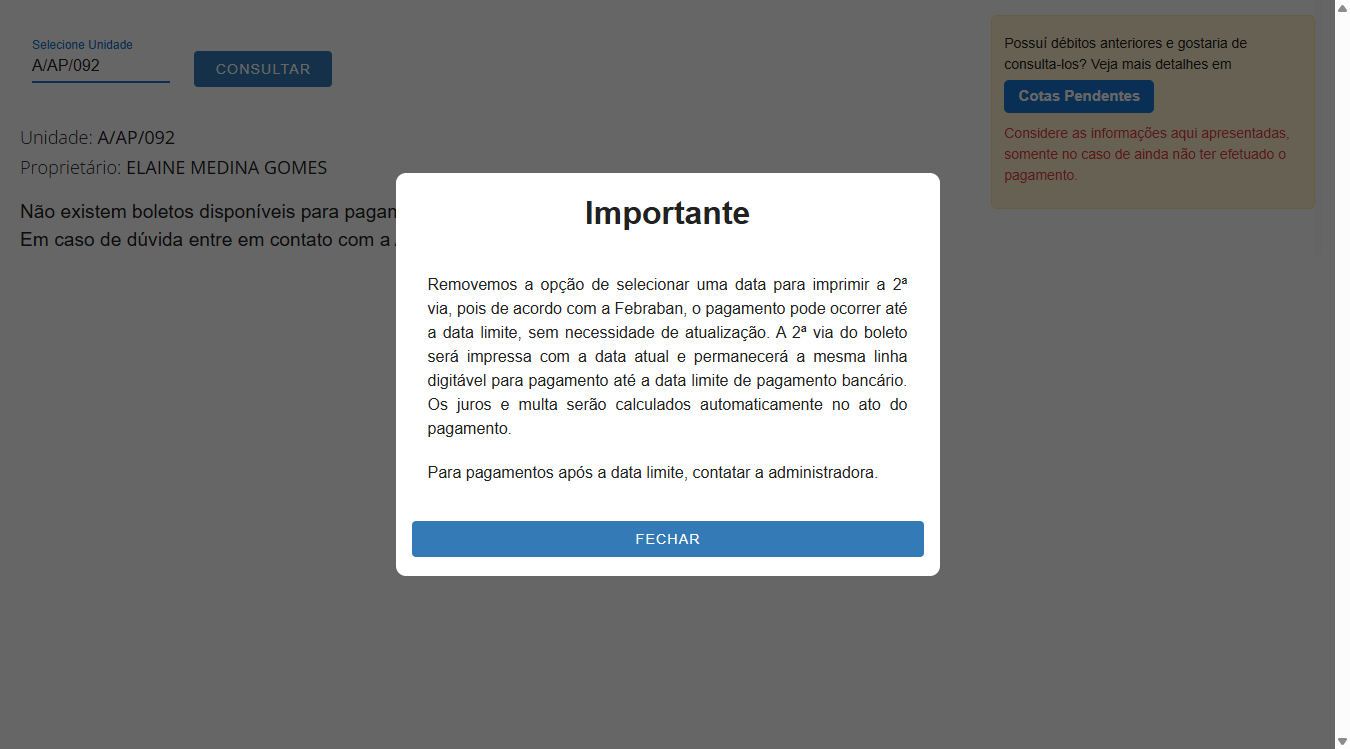 Selecione Unidade
A/AP/092
CONSULTAR
Unidade: A/AP/092
Proprietário: ELAINE MEDINA GOMES
Não existem boletos disponíveis para
Em caso de dúvida entre em contato com a
Possuí débitos anteriores e gostaria de
consulta-los? Veja mais detalhes em
Cotas Pendentes
Considere as informações aqui apresentadas,
somente no caso de ainda não ter efetuado o
pagamento.
Importante
Removemos a opção de selecionar uma data para imprimir a 2ª
via, pois de acordo com a Febraban, o pagamento pode ocorrer até
a data limite, sem necessidade de atualização. A 2ª via do boleto
será impressa com a data atual e permanecerá a mesma linha
digitável para pagamento até a data limite de pagamento bancário.
Os juros e multa serão calculados automaticamente no ato do
pagamento.
Para pagamentos após a data limite, contatar a administradora.
FECHAR